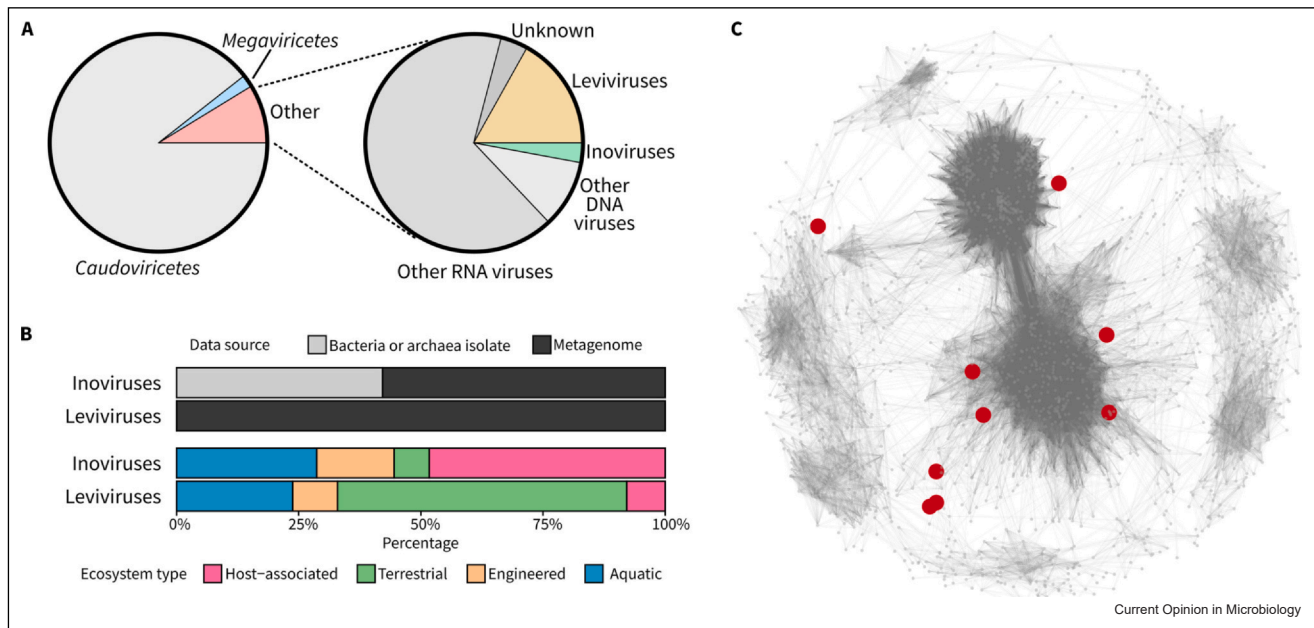 A
Megaviricetes
Other
Caudoviricetes
Unknown
Leviviruses
Inoviruses
Other
DNA
viruses
Other RNA viruses
B
Data source Bacteria or archaea isolate Metagenome
Inoviruses
Leviviruses
Inoviruses
Leviviruses
0% 25% 50% 75% 100%
Percentage
Ecosystem type Host−associated Terrestrial Engineered Aquatic
C
Current Opinion in Microbiology